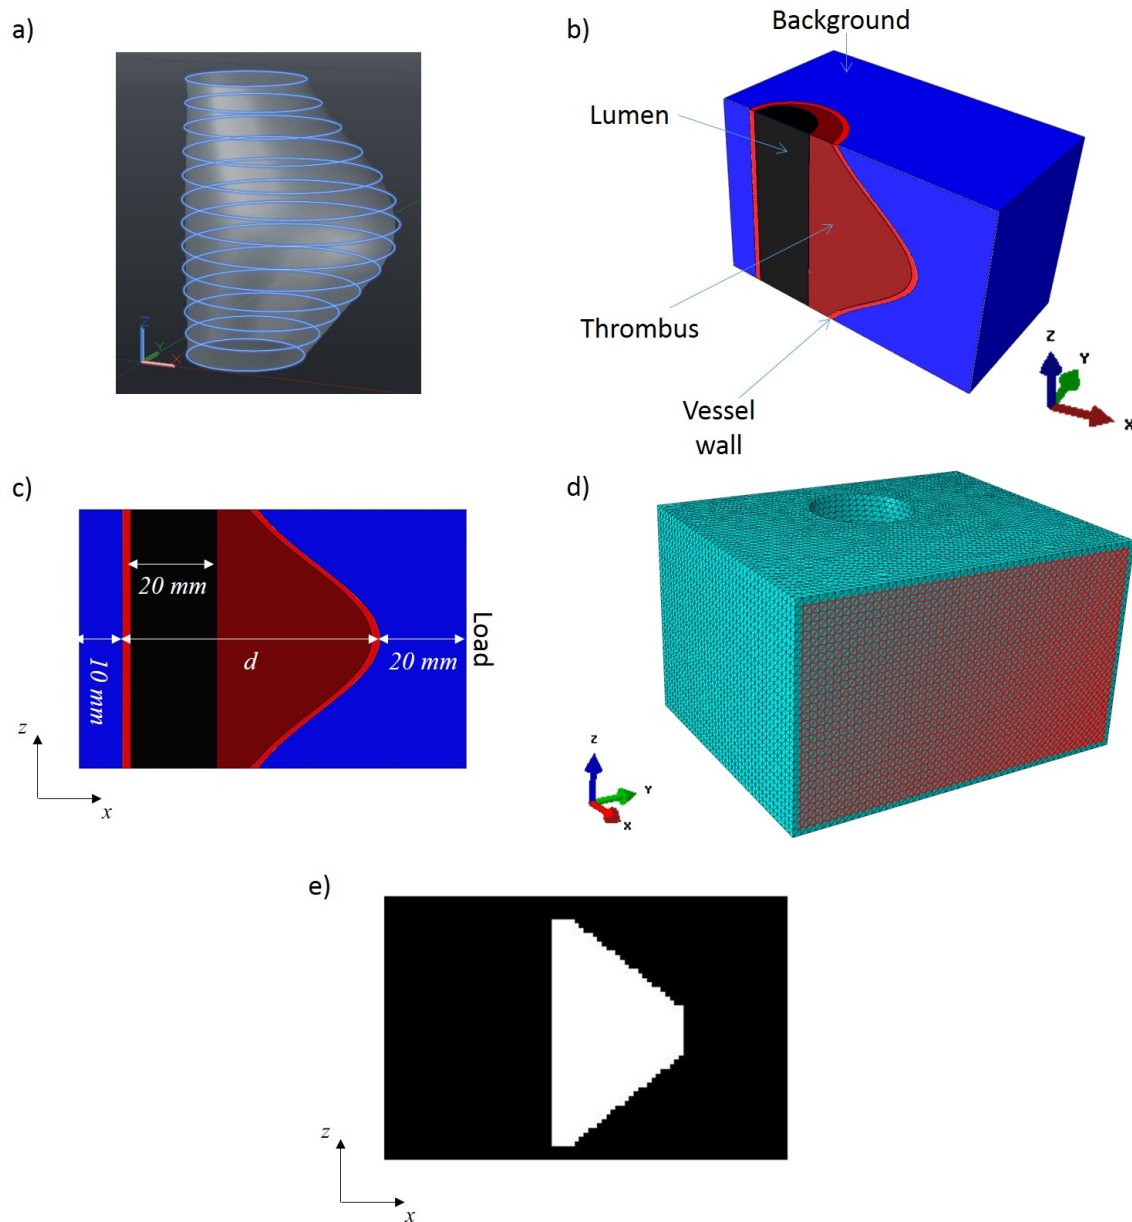 a)
Z
Y
X
b)
Background
Lumen
Thrombus
Vessel
wall
Z
Y
X
c)
20 mm
d
20 mm
10 mm
Load
z
x
d)
Z
Y
X
e)
z
x